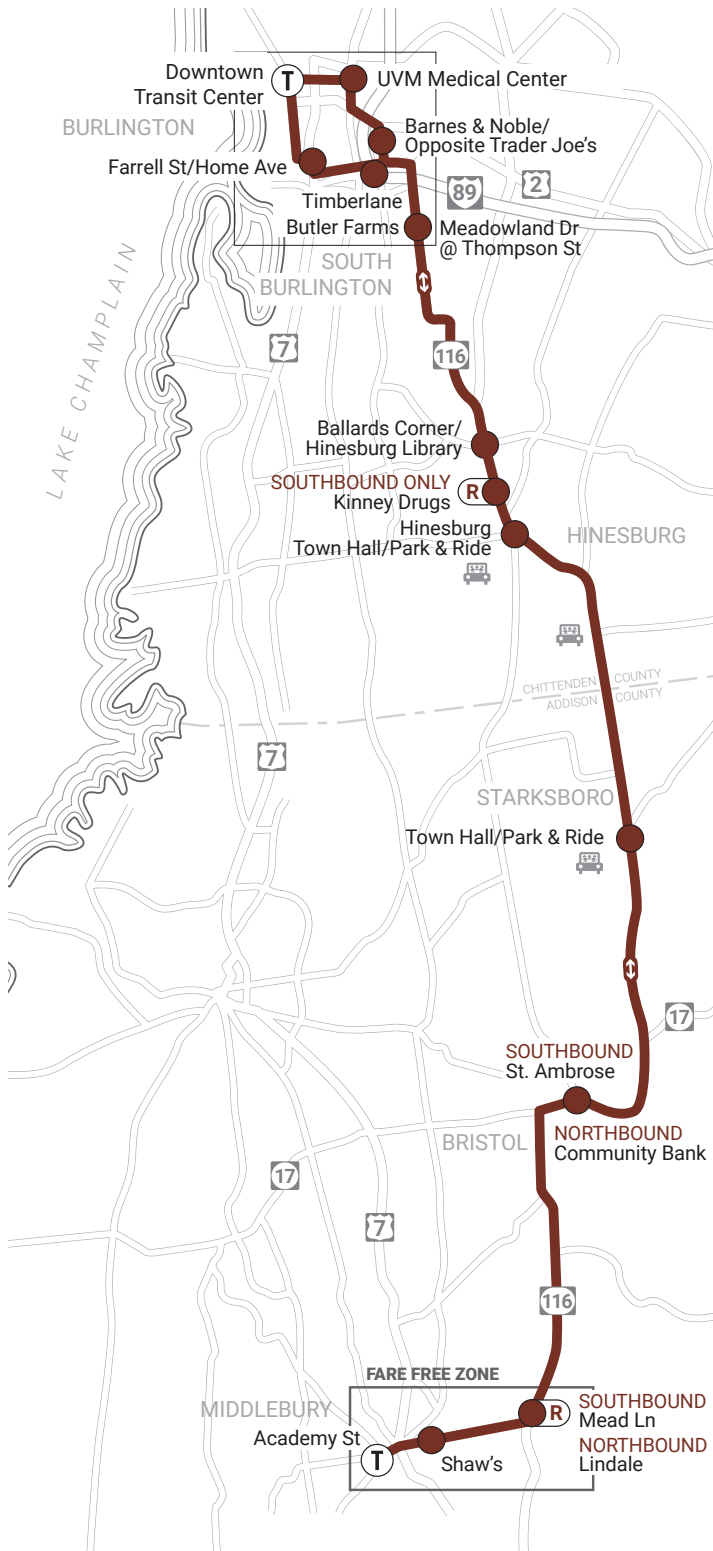 Downtown
Transit Center
T
UVM Medical Center
BURLINGTON
Barnes & Noble/
Opposite Trader Joe's
Farrell St/Home Ave
89
2
Timberlane
Butler Farms
Meadowland Dr
@ Thompson St
SOUTH
BURLINGTON
LAKE CHAMPLAIN
7
116
Ballards Corner/
Hinesburg Library
SOUTHBOUND ONLY
Kinney Drugs
R
Hinesburg
Town Hall/Park & Ride
HINESBURG
CHITTENDEN COUNTY
ADDISON COUNTY
7
STARKSBORO
Town Hall/Park & Ride
17
SOUTHBOUND
St. Ambrose
BRISTOL
NORTHBOUND
Community Bank
17
7
116
FARE FREE ZONE
MIDDLEBURY
R
SOUTHBOUND
Mead Ln
Academy St
T
Shaw's
NORTHBOUND
Lindale